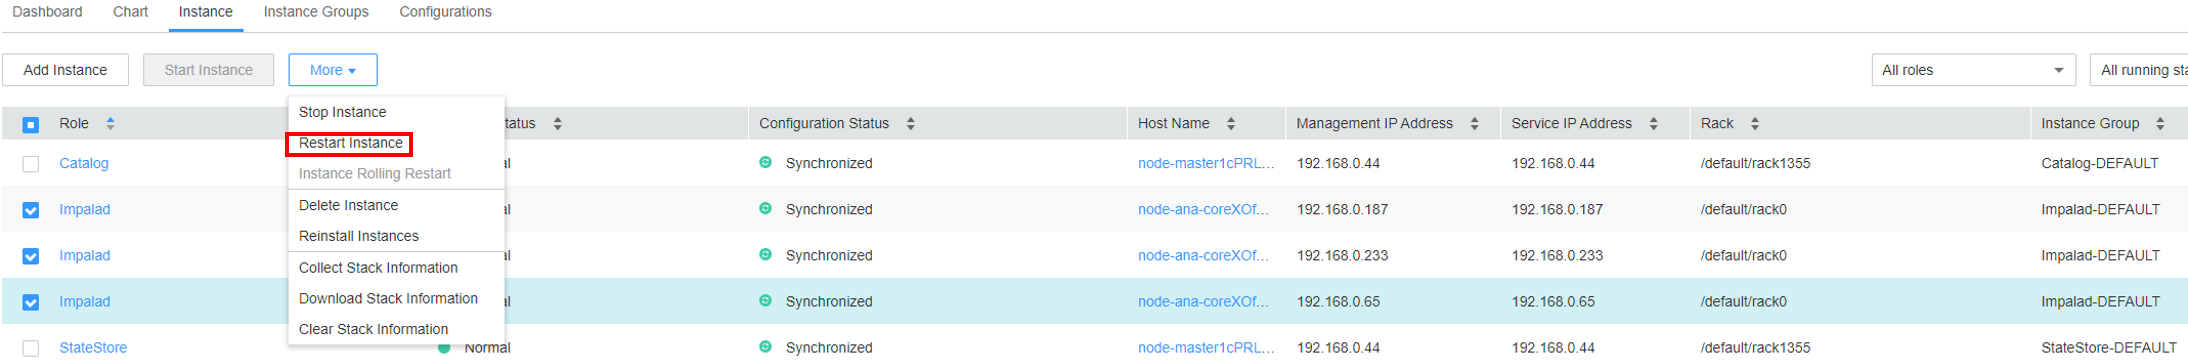 Dashboard Chart Instance Instance Groups Configurations
Add Instance Start Instance More All roles All running sta
Stop Instance
Role tatus Configuration Status Host Name Management IP Address Service IP Address Rack Instance Group
Restart Instance
Catalog al Synchronized node-master1cPRL... 192.168.0.44 192.168.0.44 /default/rack1355 Catalog-DEFAULT
Instance Rolling Restart
Delete Instance
Impalad al Synchronized node-ana-coreXOf... 192.168.0.187 192.168.0.187 /default/rack0 Impalad-DEFAULT
Reinstall Instances
Impalad al Synchronized node-ana-coreXOf... 192.168.0.233 192.168.0.233 /default/rack0 Impalad-DEFAULT
Collect Stack Information
Download Stack Information
Impalad al Synchronized node-ana-coreXOf... 192.168.0.65 192.168.0.65 /default/rack0 Impalad-DEFAULT
Clear Stack Information
StateStore Normal Synchronized node-master1cPRL... 192.168.0.44 192.168.0.44 /default/rack1355 StateStore-DEFAULT